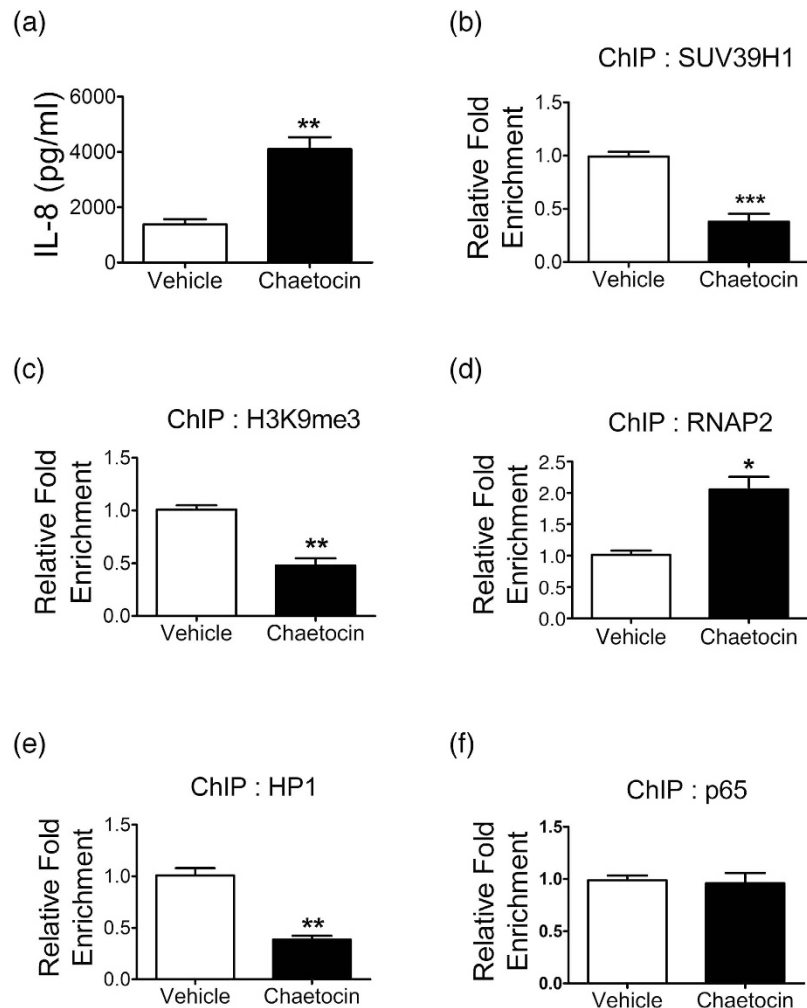 (a)
IL-8 (pg/ml)
6000
4000
2000
0
**
Vehicle
Chaetocin
(b)
ChIP : SUV39H1
Relative Fold
Enrichment
1.5
1.0
0.5
0.0
***
Vehicle
Chaetocin
(c)
ChIP : H3K9me3
Relative Fold
Enrichment
1.5
1.0
0.5
0.0
**
Vehicle
Chaetocin
(d)
ChIP : RNAP2
Relative Fold
Enrichment
2.5
2.0
1.5
1.0
0.5
0.0
*
Vehicle
Chaetocin
(e)
ChIP : HP1
Relative Fold
Enrichment
1.5
1.0
0.5
0.0
**
Vehicle
Chaetocin
(f)
ChIP : p65
Relative Fold
Enrichment
1.5
1.0
0.5
0.0
Vehicle
Chaetocin